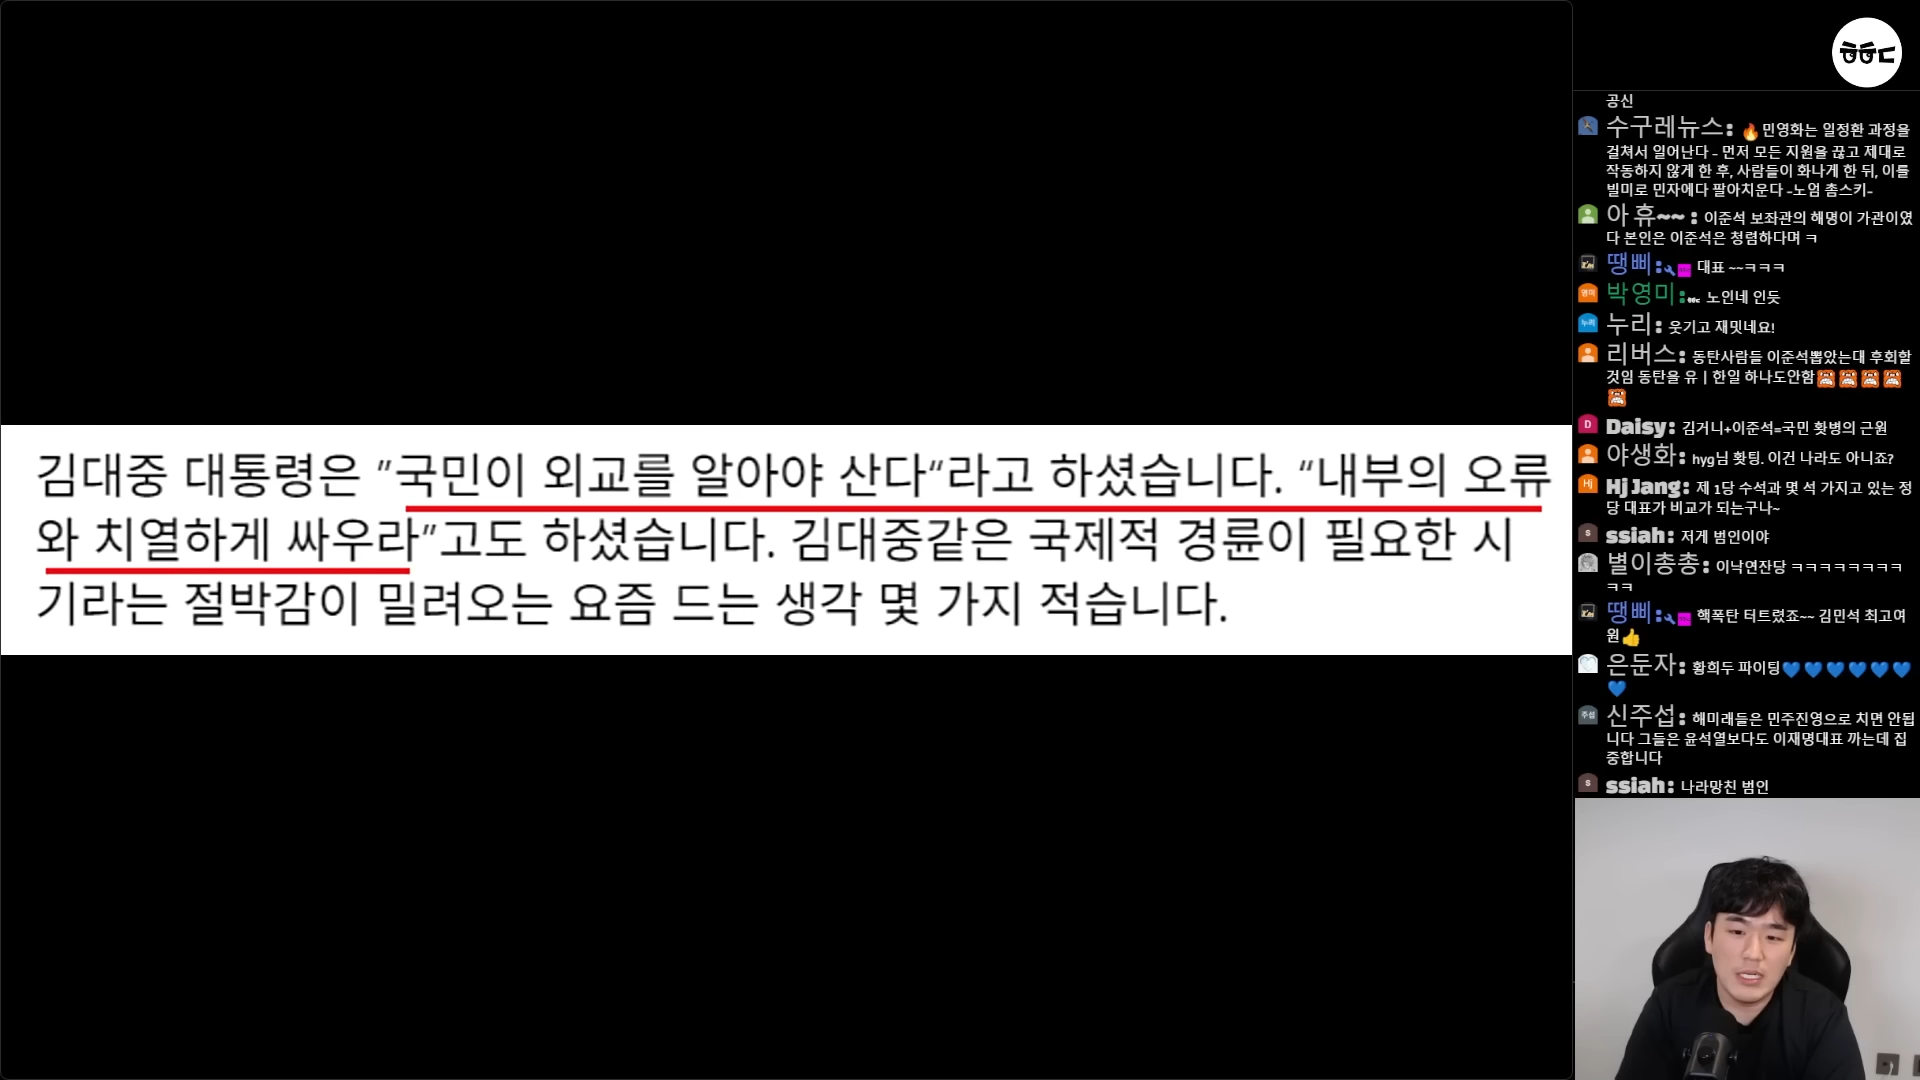 김대중 대통령은 "국민이 외교를 알아야 산다"라고 하셨습니다. "내부의 오류
와 치열하게 싸우라"고도 하셨습니다. 김대중같은 국제적 경륜이 필요한 시
기라는 절박감이 밀려오는 요즘 드는 생각 몇 가지 적습니다.
ㅎㅎㄷ
공신
수구레뉴스: 🔥민영화는 일정환 과정을
걸쳐서 일어난다 - 먼저 모든 지원을 끊고 제대로
작동하지 않게 한 후, 사람들이 화나게 한 뒤, 이를
빌미로 민자에다 팔아치운다 -노엄 촘스키-
아 휴~~ : 이준석 보좌관의 해명이 가관이였
다 본인은 이준석은 청렴하다며 ㅋ
땡삐: 대표 ~~ㅋㅋㅋ
영미
박영미: 노인네 인듯
누리
누리: 웃기고 재밋네요!
리버스: 동탄사람들 이준석뽑았는대 후회할
것임 동탄을 유ㅣ한일 하나도안함
D
Daisy: 김거니+이준석=국민 홧병의 근원
야생화: hyg님 홧팅. 이건 나라도 아니죠?
Hj
Hj Jang: 제 1당 수석과 몇 석 가지고 있는 정
당 대표가 비교가 되는구나~
S
ssiah: 저게 범인이야
별이총총: 이낙연잔당 ㅋㅋㅋㅋㅋㅋㅋㅋ
ㅋㅋ
땡삐: 핵폭탄 터트렸죠~~ 김민석 최고여
원👍
은둔자: 황희두 파이팅💙💙💙💙💙💙
💙
주섭
신주섭: 해미래들은 민주진영으로 치면 안됩
니다 그들은 윤석열보다도 이재명대표 까는데 집
중합니다
S
ssiah: 나라망친 범인